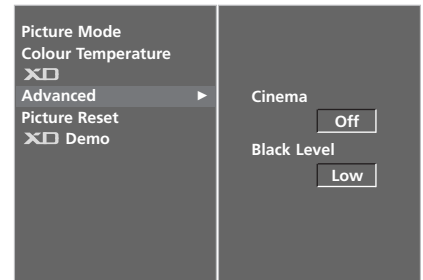 Picture Mode
Colour Temperature
XD
Advanced ►
Picture Reset
XD Demo
Cinema
Off
Black Level
Low